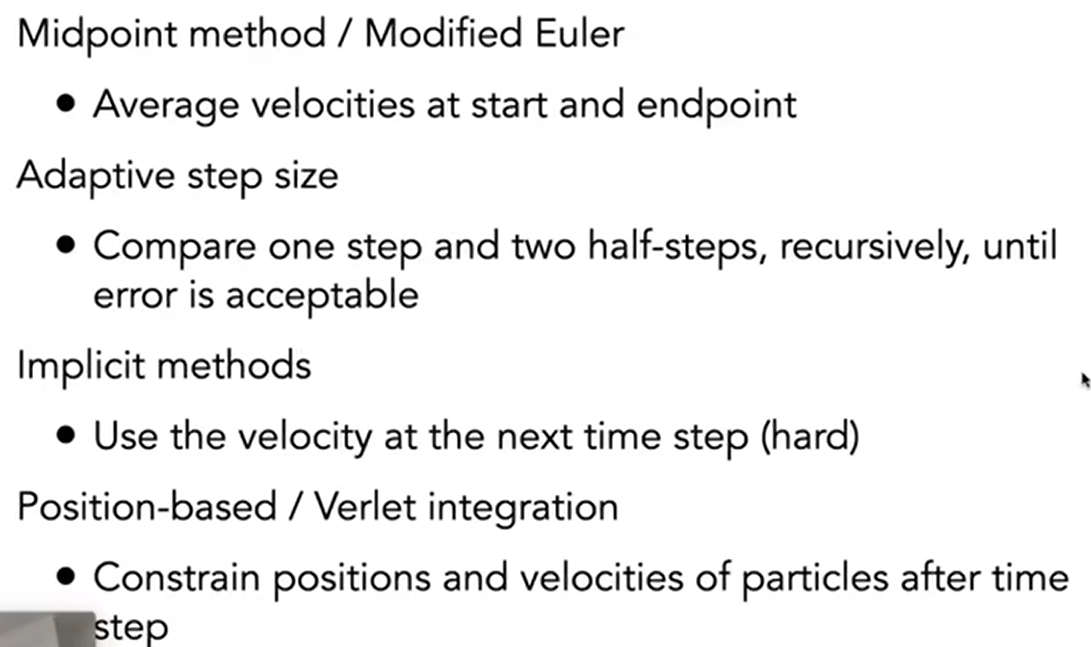 Midpoint method / Modified Euler
● Average velocities at start and endpoint
Adaptive step size
● Compare one step and two half-steps, recursively, until
error is acceptable
Implicit methods
● Use the velocity at the next time step (hard)
Position-based / Verlet integration
● Constrain positions and velocities of particles after time
step